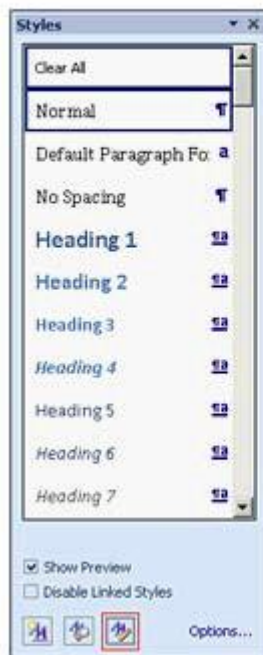 Styles
Clear All
Normal ¶
Default Paragraph Fo: a
No Spacing ¶
Heading 1 ¶a
Heading 2 ¶a
Heading 3 ¶a
Heading 4 ¶a
Heading 5 ¶a
Heading 6 ¶a
Heading 7 ¶a
Show Preview
Disable Linked Styles
Options...